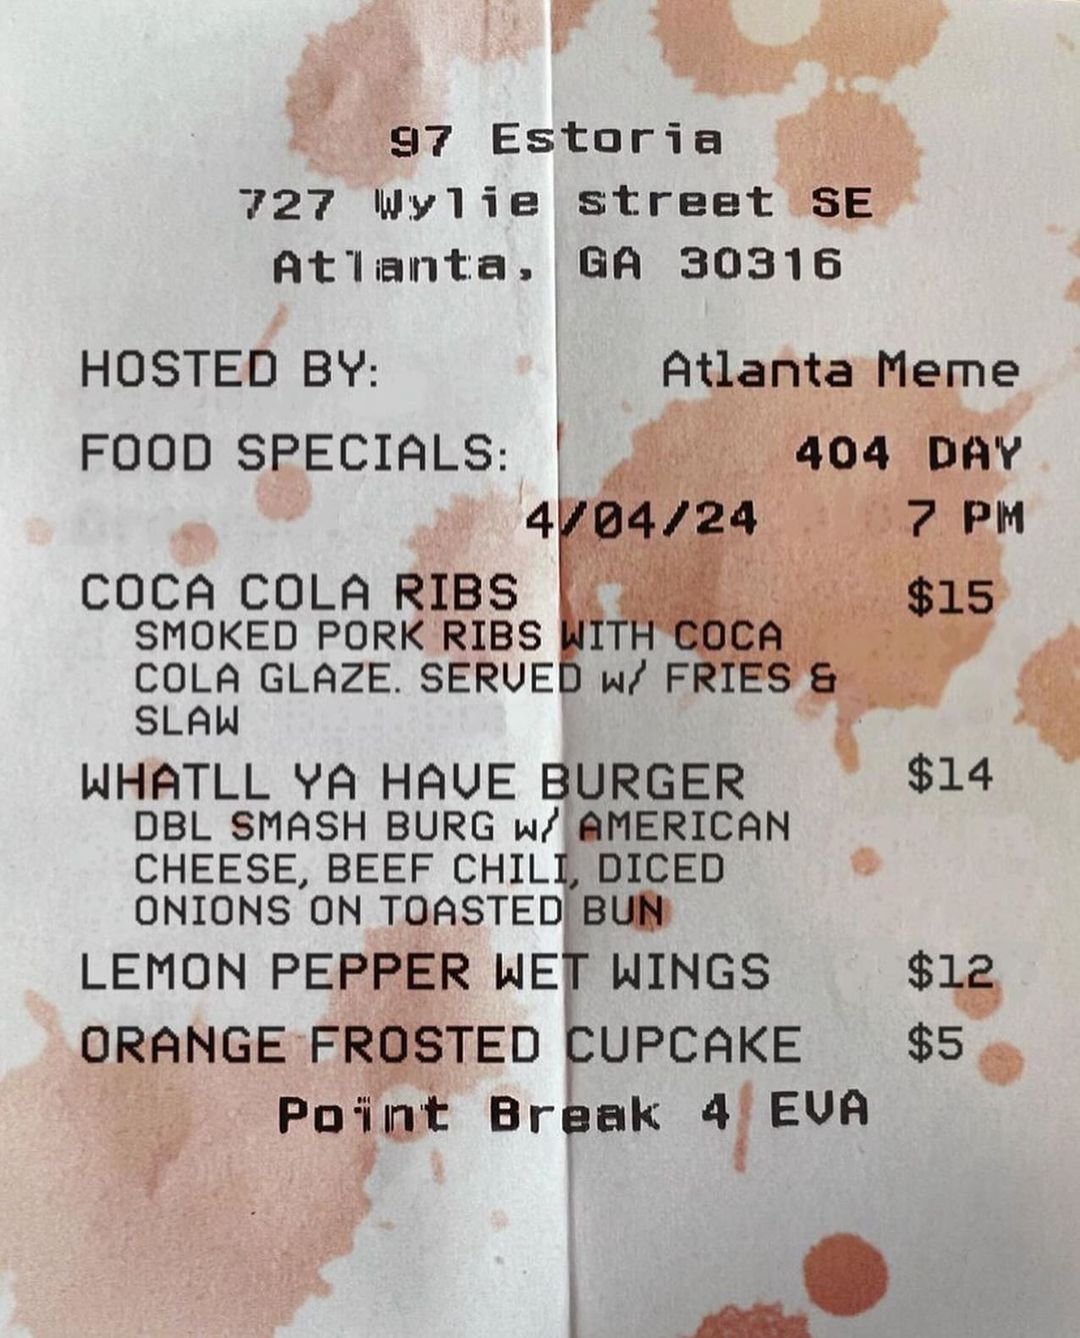 97 Estoria
727 Wylie street SE
Atlanta, GA 30316
HOSTED BY: Atlanta Meme
FOOD SPECIALS: 404 DAY
4/04/24 7 PM
COCA COLA RIBS $15
SMOKED PORK RIBS WITH COCA
COLA GLAZE. SERVED w/ FRIES &
SLAW
WHATLL YA HAVE BURGER $14
DBL SMASH BURG w/ AMERICAN
CHEESE, BEEF CHILI, DICED
ONIONS ON TOASTED BUN
LEMON PEPPER WET WINGS $12
ORANGE FROSTED CUPCAKE $5
Point Break 4 EVA